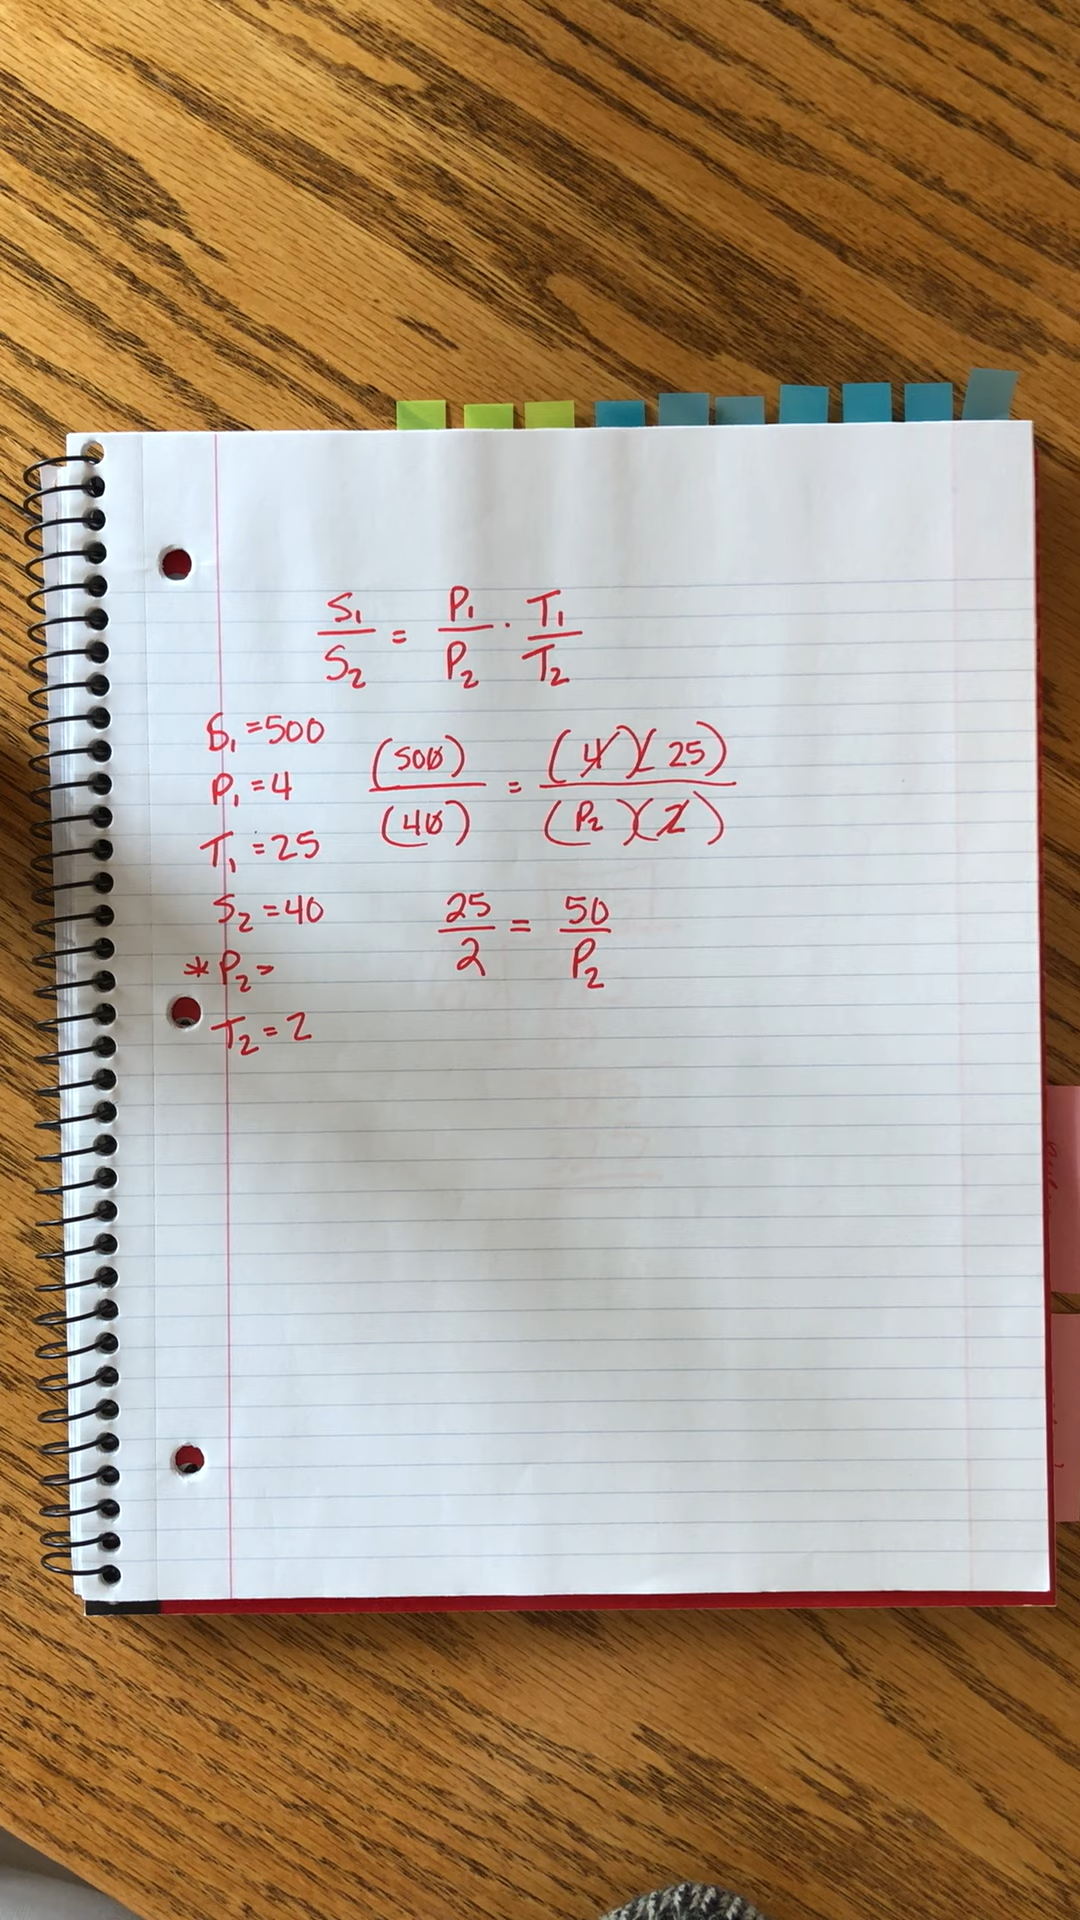 S₁/S₂ = P₁/P₂ · T₁/T₂
S₁ = 500
P₁ = 4
T₁ = 25
S₂ = 40
* P₂ =
T₂ = 2
(500)/(40) = (4)(25)/(P₂)(2)
25/2 = 50/P₂